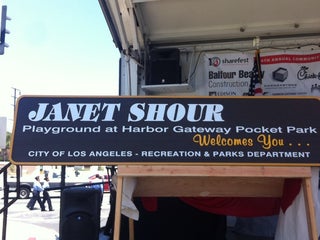 sharefest
Balfour Beatty
Construction
EDISON
JANET SHOUR
Playground at Harbor Gateway Pocket Park
Welcomes You . . .
CITY OF LOS ANGELES - RECREATION & PARKS DEPARTMENT